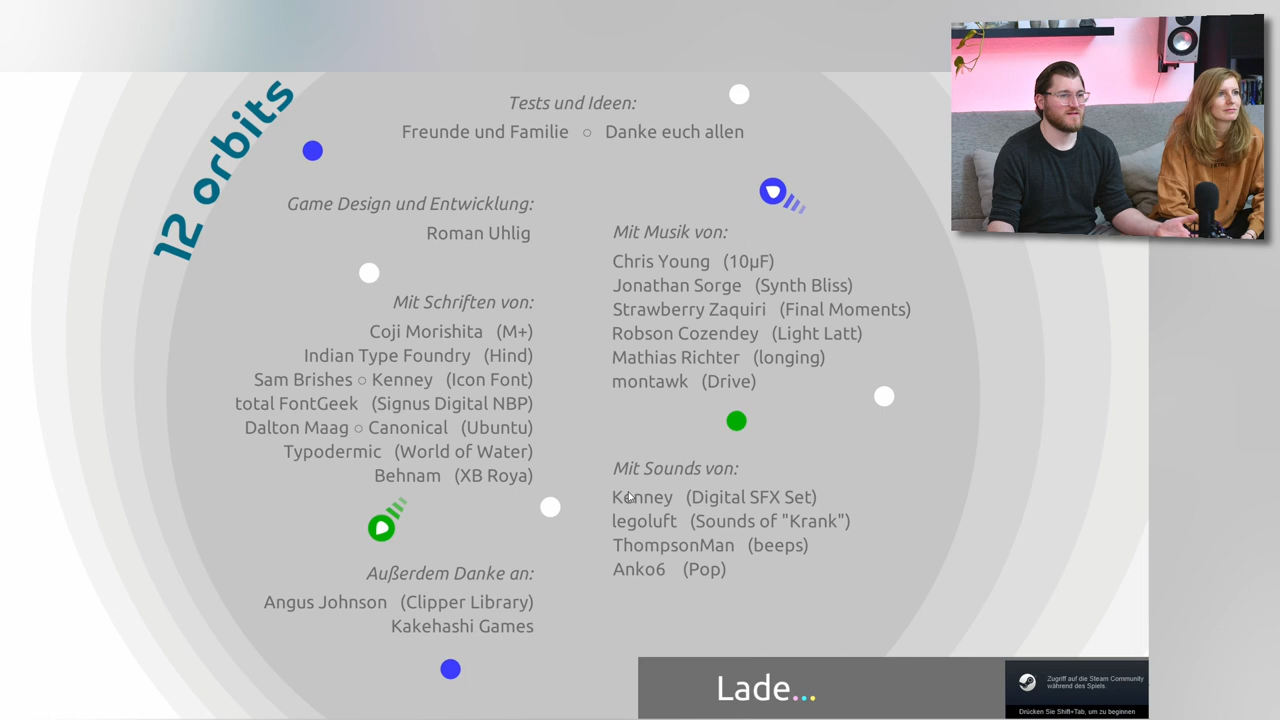 12 orbits
Tests und Ideen:
Freunde und Familie ○ Danke euch allen
Game Design und Entwicklung:
Roman Uhlig
Mit Schriften von:
Coji Morishita (M+)
Indian Type Foundry (Hind)
Sam Brishes ○ Kenney (Icon Font)
total FontGeek (Signus Digital NBP)
Dalton Maag ○ Canonical (Ubuntu)
Typodermic (World of Water)
Behnam (XB Roya)
Außerdem Danke an:
Angus Johnson (Clipper Library)
Kakehashi Games
Mit Musik von:
Chris Young (10µF)
Jonathan Sorge (Synth Bliss)
Strawberry Zaquiri (Final Moments)
Robson Cozendey (Light Latt)
Mathias Richter (longing)
montawk (Drive)
Mit Sounds von:
Kenney (Digital SFX Set)
legoluft (Sounds of "Krank")
ThompsonMan (beeps)
Anko6 (Pop)
Lade...
Zugriff auf die Steam Community
während des Spiels.
Drücken Sie Shift+Tab, um zu beginnen